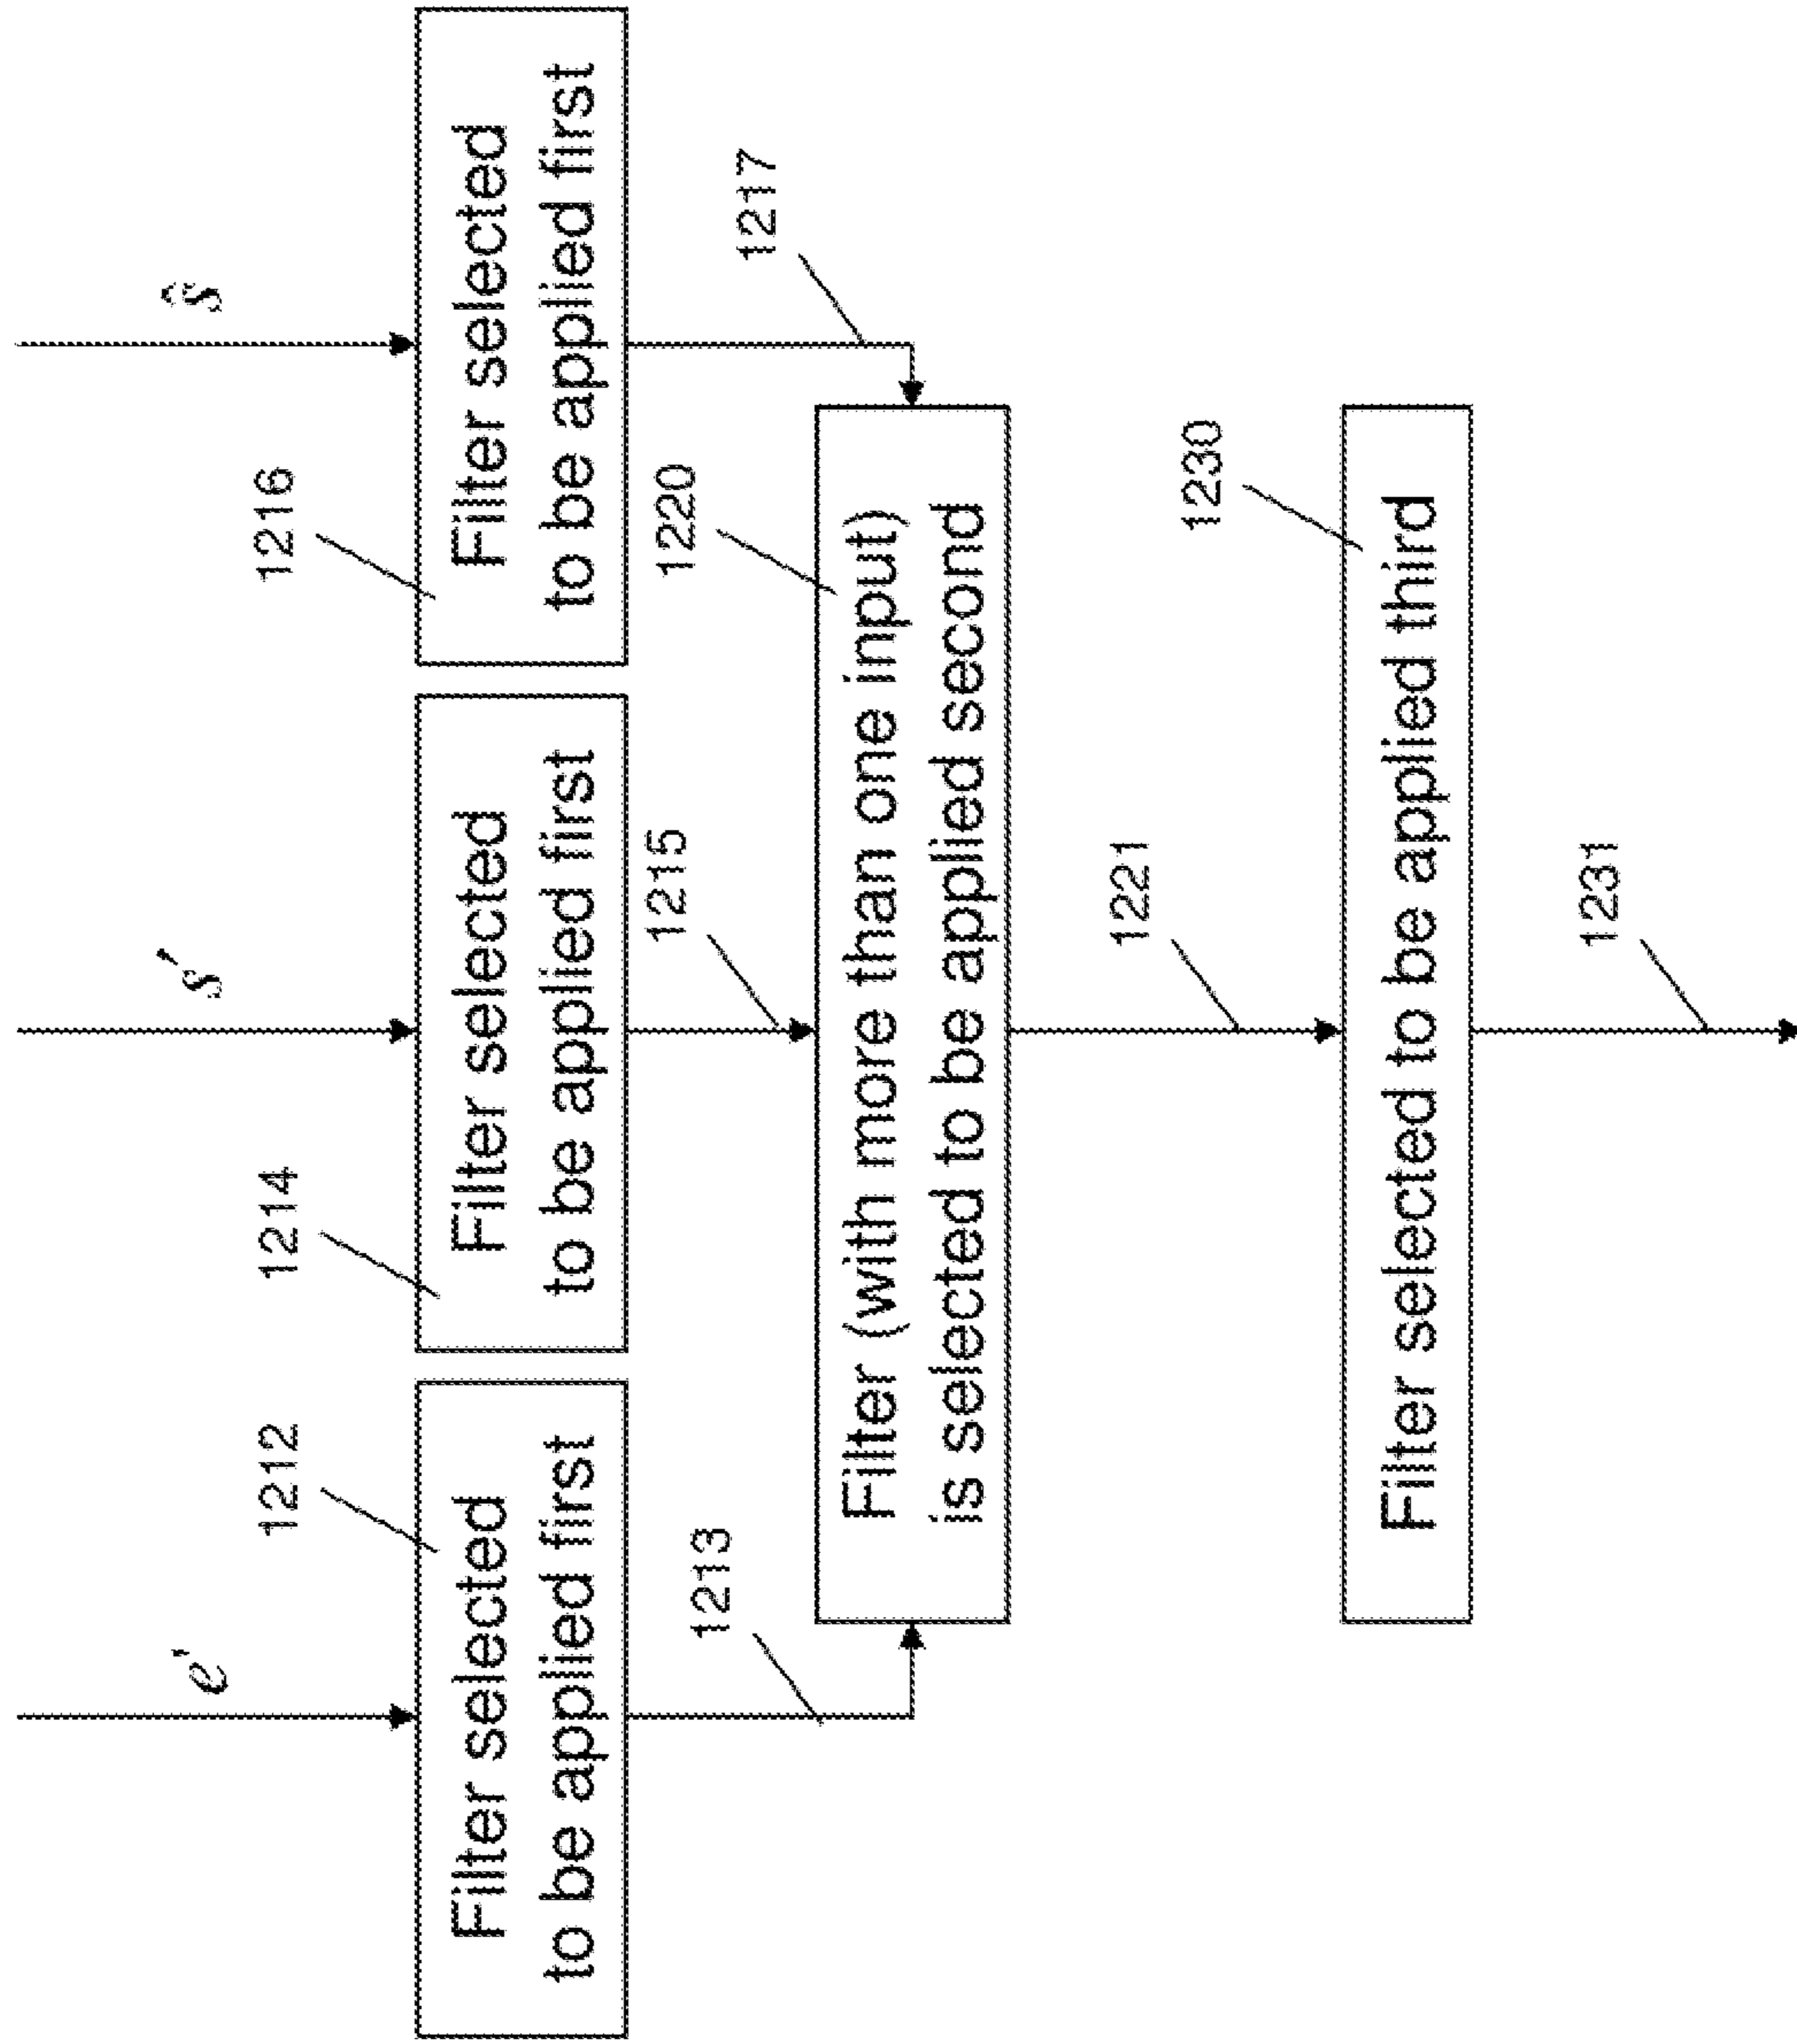 e'
s'
ŝ
1212
1214
1216
Filter selected
to be applied first
Filter selected
to be applied first
Filter selected
to be applied first
1213
1215
1220
1217
Filter (with more than one input)
is selected to be applied second
1221
1230
Filter selected to be applied third
1231